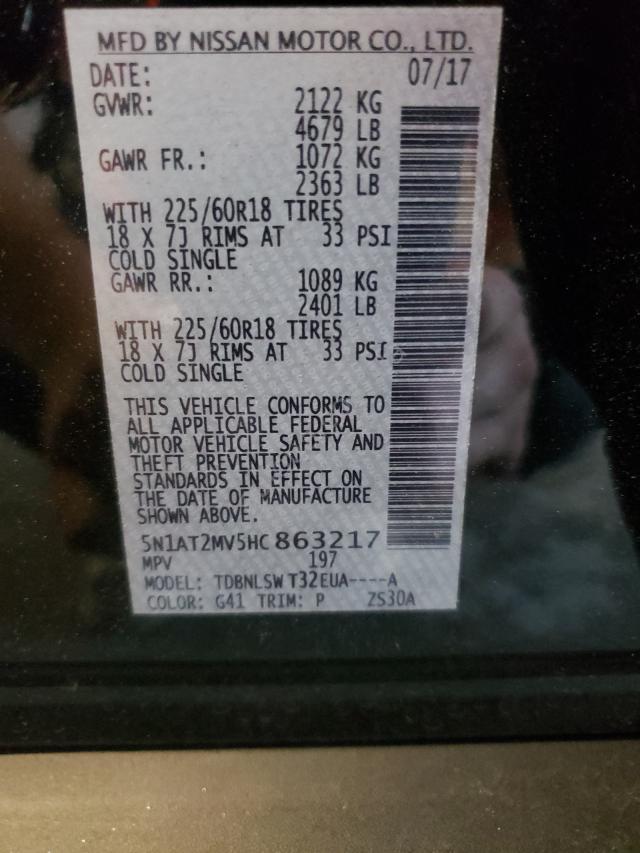 MFD BY NISSAN MOTOR CO., LTD.
DATE: 07/17
GVWR: 2122 KG
4679 LB
GAWR FR.: 1072 KG
2363 LB
WITH 225/60R18 TIRES
18 X 7J RIMS AT 33 PSI
COLD SINGLE
GAWR RR.: 1089 KG
2401 LB
WITH 225/60R18 TIRES
18 X 7J RIMS AT 33 PSI
COLD SINGLE
THIS VEHICLE CONFORMS TO
ALL APPLICABLE FEDERAL
MOTOR VEHICLE SAFETY AND
THEFT PREVENTION
STANDARDS IN EFFECT ON
THE DATE OF MANUFACTURE
SHOWN ABOVE.
5N1AT2MV5HC863217
MPV 197
MODEL: TDBNLSWT32EUA----A
COLOR: G41 TRIM: P ZS30A